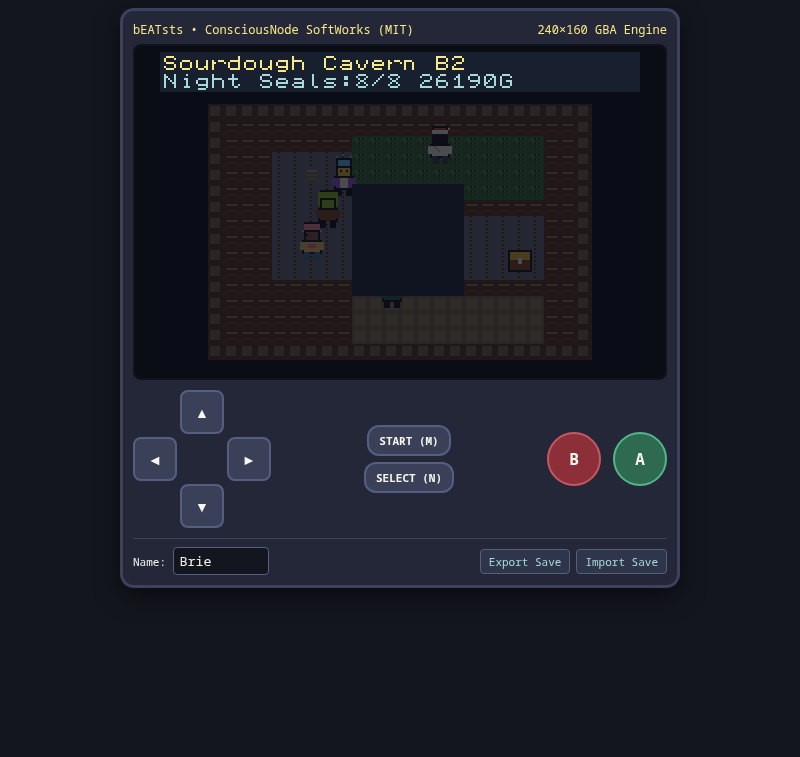 bEATsts • ConsciousNode SoftWorks (MIT)
240×160 GBA Engine
Sourdough Cavern B2
Night Seals:8/8 26190G
▲
◄
►
▼
START (M)
SELECT (N)
B
A
Name:
Brie
Export Save
Import Save